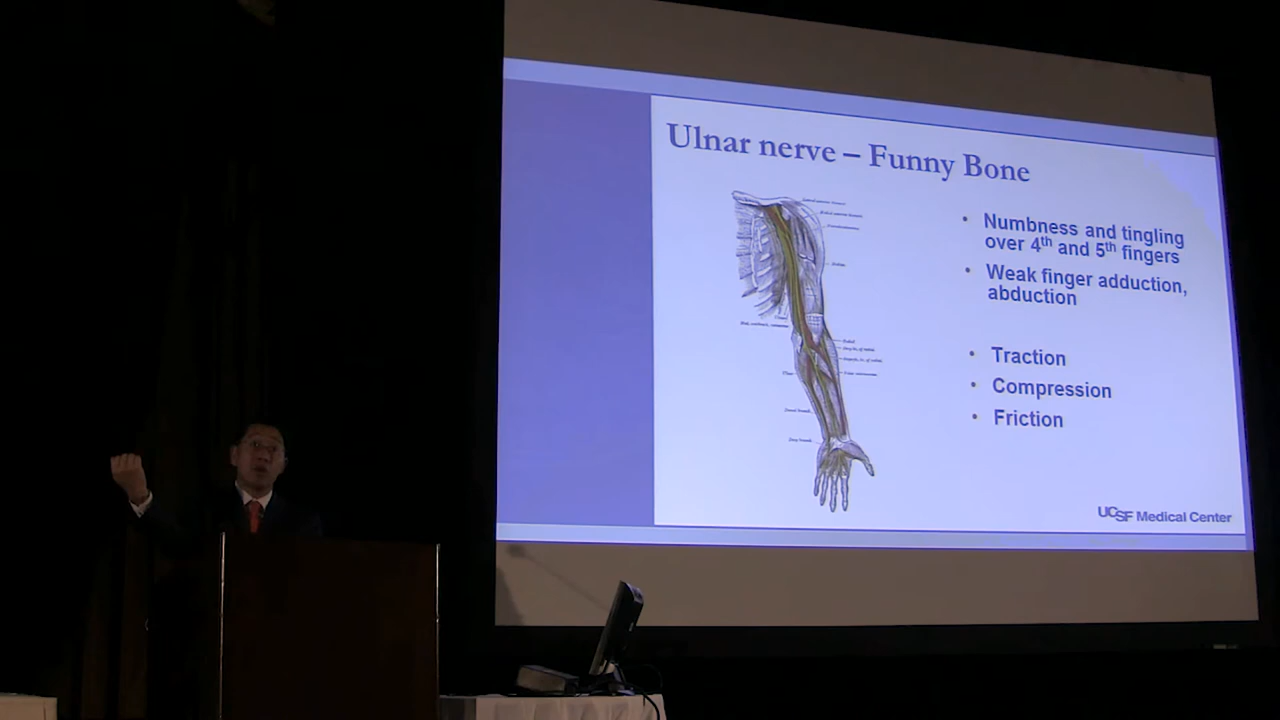 Ulnar nerve – Funny Bone
• Numbness and tingling
over 4th and 5th fingers
• Weak finger adduction,
abduction
• Traction
• Compression
• Friction
UCSF Medical Center